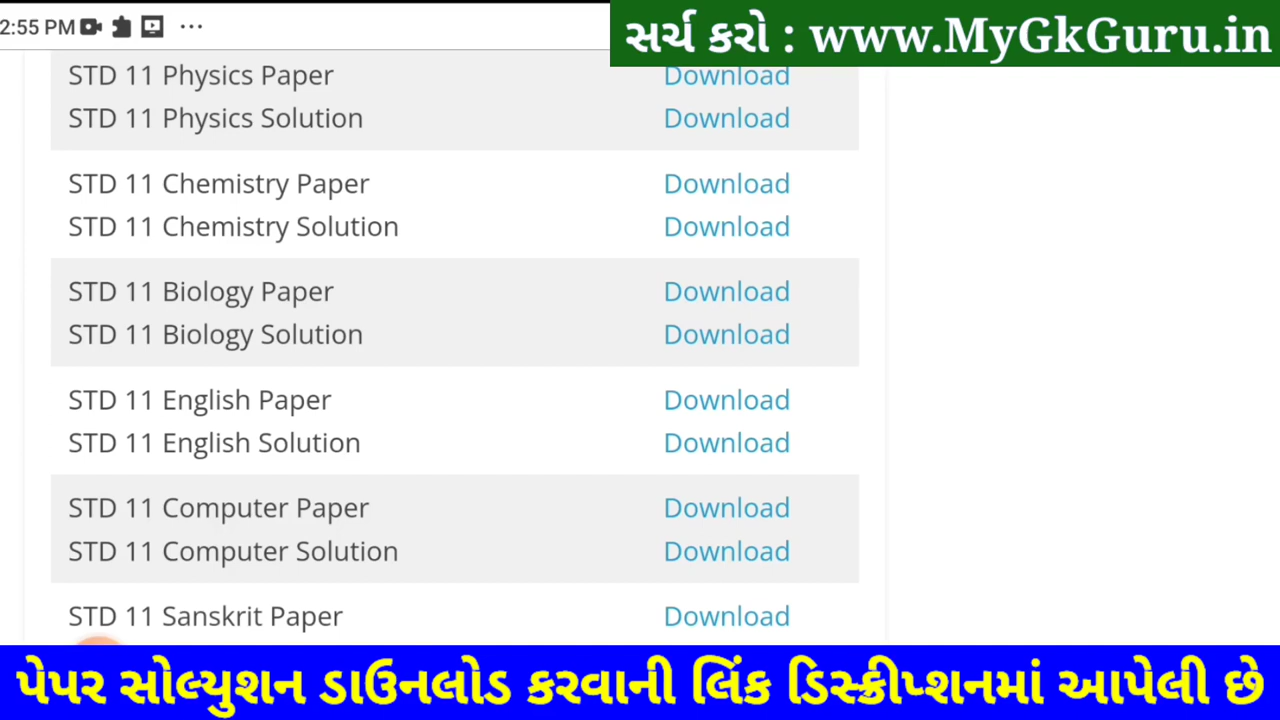 2:55 PM
સર્ચ કરો : www.MyGkGuru.in
STD 11 Physics Paper Download
STD 11 Physics Solution Download
STD 11 Chemistry Paper Download
STD 11 Chemistry Solution Download
STD 11 Biology Paper Download
STD 11 Biology Solution Download
STD 11 English Paper Download
STD 11 English Solution Download
STD 11 Computer Paper Download
STD 11 Computer Solution Download
STD 11 Sanskrit Paper Download
પેપર સોલ્યુશન ડાઉનલોડ કરવાની લિંક ડિસ્ક્રીપ્શનમાં આપેલી છે